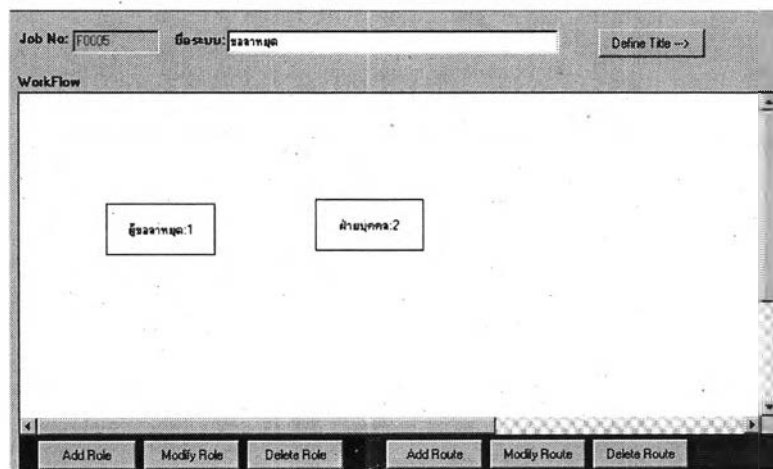 Job No: F0005 ชื่อระบบ: ขอลาหยุด Define Title -->
WorkFlow
ผู้ขอลาหยุด:1 ฝ่ายบุคคล:2
Add Role Modify Role Delete Role Add Route Modify Route Delete Route